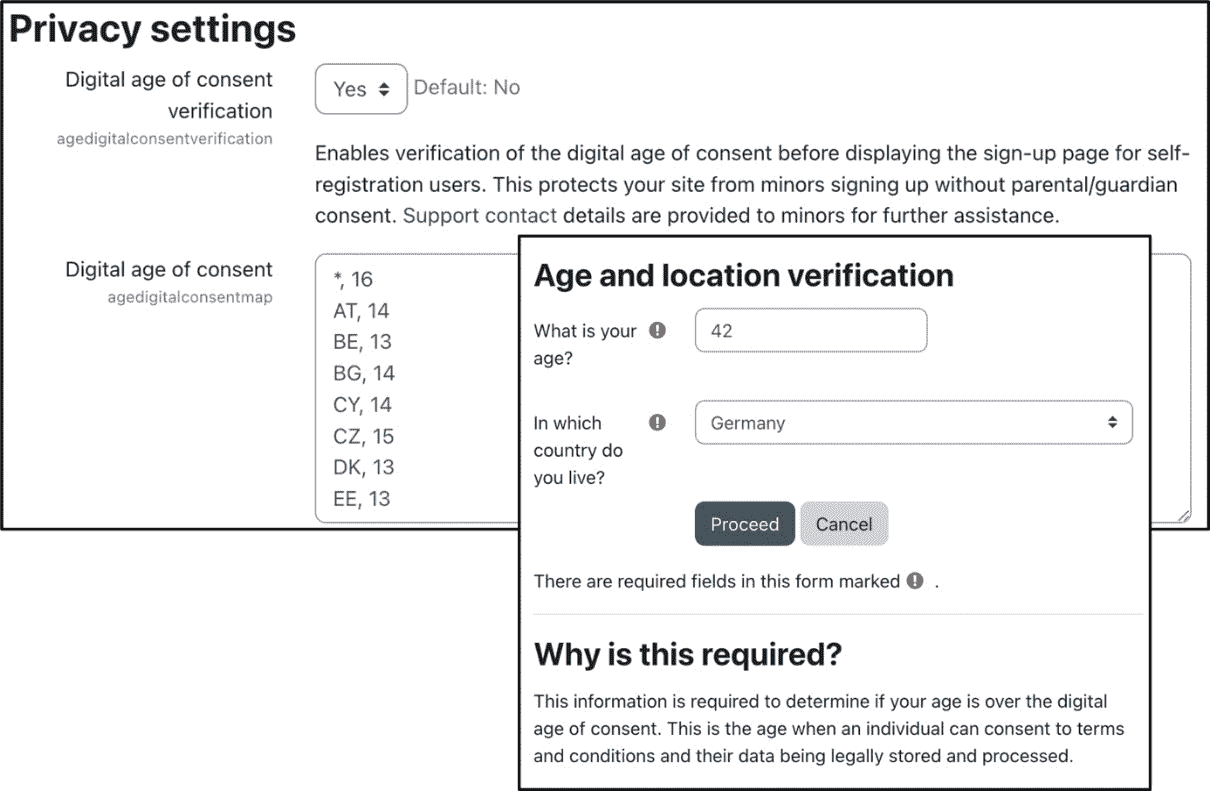 Privacy settings
Digital age of consent
verification
agedigitalconsentverification
Yes
Default: No
Enables verification of the digital age of consent before displaying the sign-up page for self-
registration users. This protects your site from minors signing up without parental/guardian
consent. Support contact details are provided to minors for further assistance.
Digital age of consent
agedigitalconsentmap
*, 16
AT, 14
BE, 13
BG, 14
CY, 14
CZ, 15
DK, 13
EE, 13
Age and location verification
What is your
age?
42
In which
country do
you live?
Germany
Proceed
Cancel
There are required fields in this form marked .
Why is this required?
This information is required to determine if your age is over the digital
age of consent. This is the age when an individual can consent to terms
and conditions and their data being legally stored and processed.